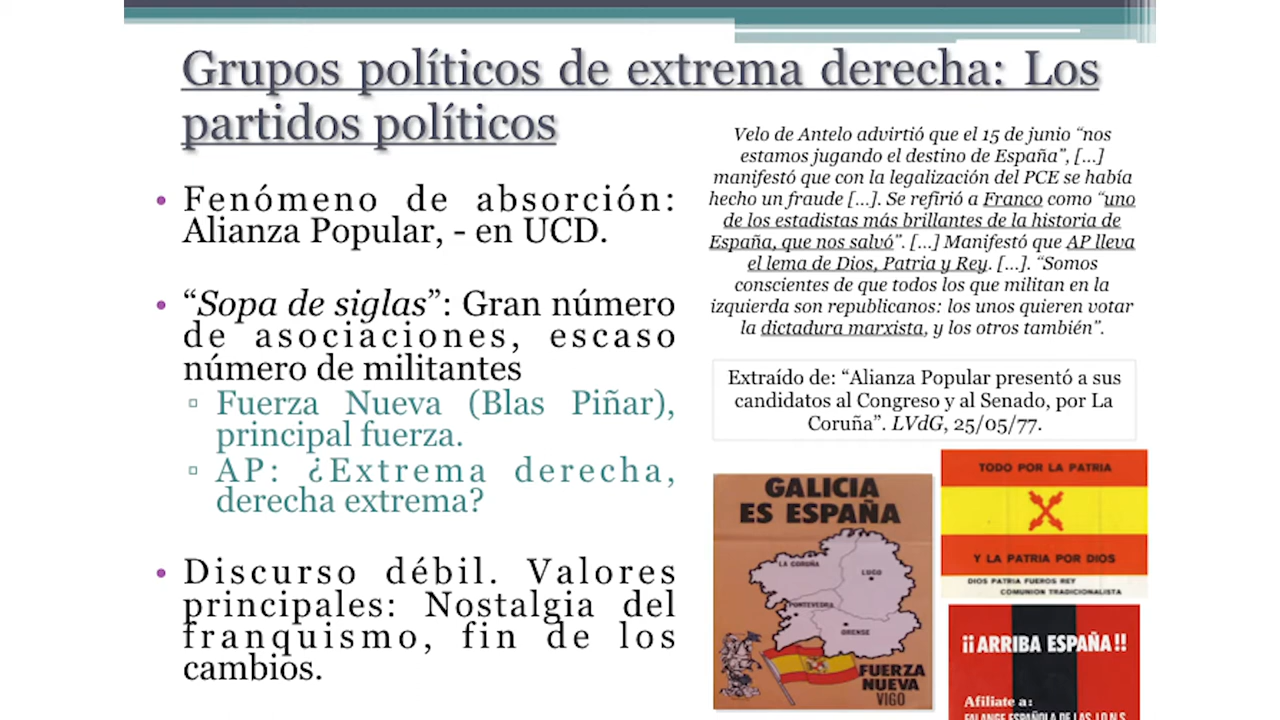 Grupos políticos de extrema derecha: Los
partidos políticos
• Fenómeno de absorción:
Alianza Popular, - en UCD.
• “Sopa de siglas”: Gran número
de asociaciones, escaso
número de militantes
▫ Fuerza Nueva (Blas Piñar),
principal fuerza.
▫ AP: ¿Extrema derecha,
derecha extrema?
• Discurso débil. Valores
principales: Nostalgia del
franquismo, fin de los
cambios.
Velo de Antelo advirtió que el 15 de junio “nos
estamos jugando el destino de España”, [...]
manifestó que con la legalización del PCE se había
hecho un fraude [...]. Se refirió a Franco como “uno
de los estadistas más brillantes de la historia de
España, que nos salvó”. [...] Manifestó que AP lleva
el lema de Dios, Patria y Rey. [...]. “Somos
conscientes de que todos los que militan en la
izquierda son republicanos: los unos quieren votar
la dictadura marxista, y los otros también”.
Extraído de: “Alianza Popular presentó a sus
candidatos al Congreso y al Senado, por La
Coruña”. LVdG, 25/05/77.
GALICIA
ES ESPAÑA
LA CORUÑA
LUGO
PONTEVEDRA
ORENSE
FUERZA
NUEVA
VIGO
TODO POR LA PATRIA
Y LA PATRIA POR DIOS
DIOS PATRIA FUEROS REY
COMUNION TRADICIONALISTA
¡¡ARRIBA ESPAÑA!!
Afiliate a:
FALANGE ESPAÑOLA DE LAS J.O.N.S.